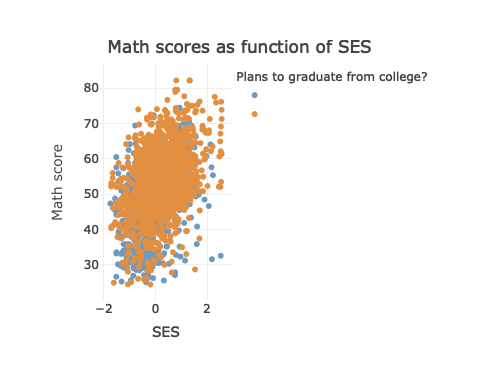 Math scores as function of SES
Plans to graduate from college?
Math score
80
70
60
50
40
30
−2
0
2
SES